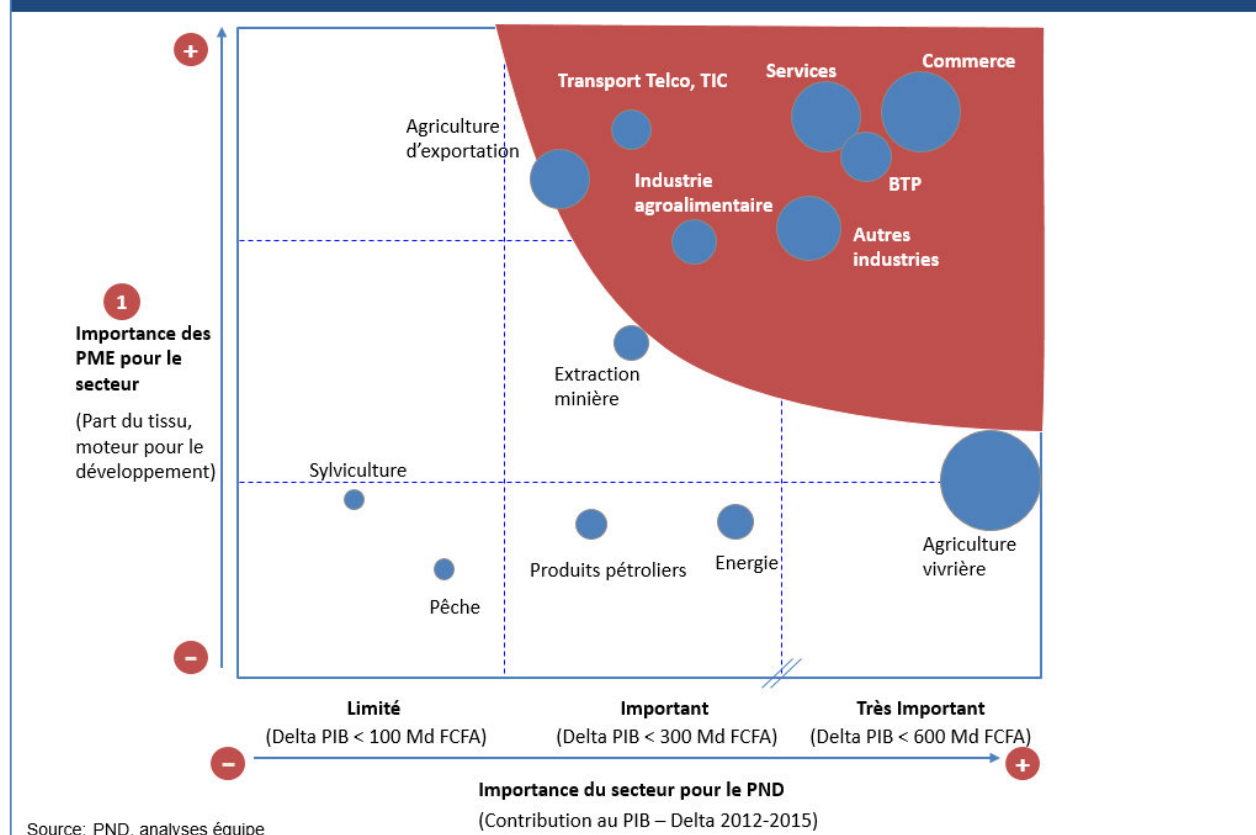 +
Transport Telco, TIC
Services
Commerce
Agriculture
d’exportation
Industrie
agroalimentaire
BTP
Autres
industries
1
Importance des
PME pour le
secteur
(Part du tissu,
moteur pour le
développement)
Extraction
minière
Sylviculture
Produits pétroliers
Energie
Agriculture
vivrière
Pêche
–
Limité
(Delta PIB < 100 Md FCFA)
Important
(Delta PIB < 300 Md FCFA)
Très Important
(Delta PIB < 600 Md FCFA)
–
+
Importance du secteur pour le PND
(Contribution au PIB – Delta 2012-2015)
Source: PND, analyses équipe